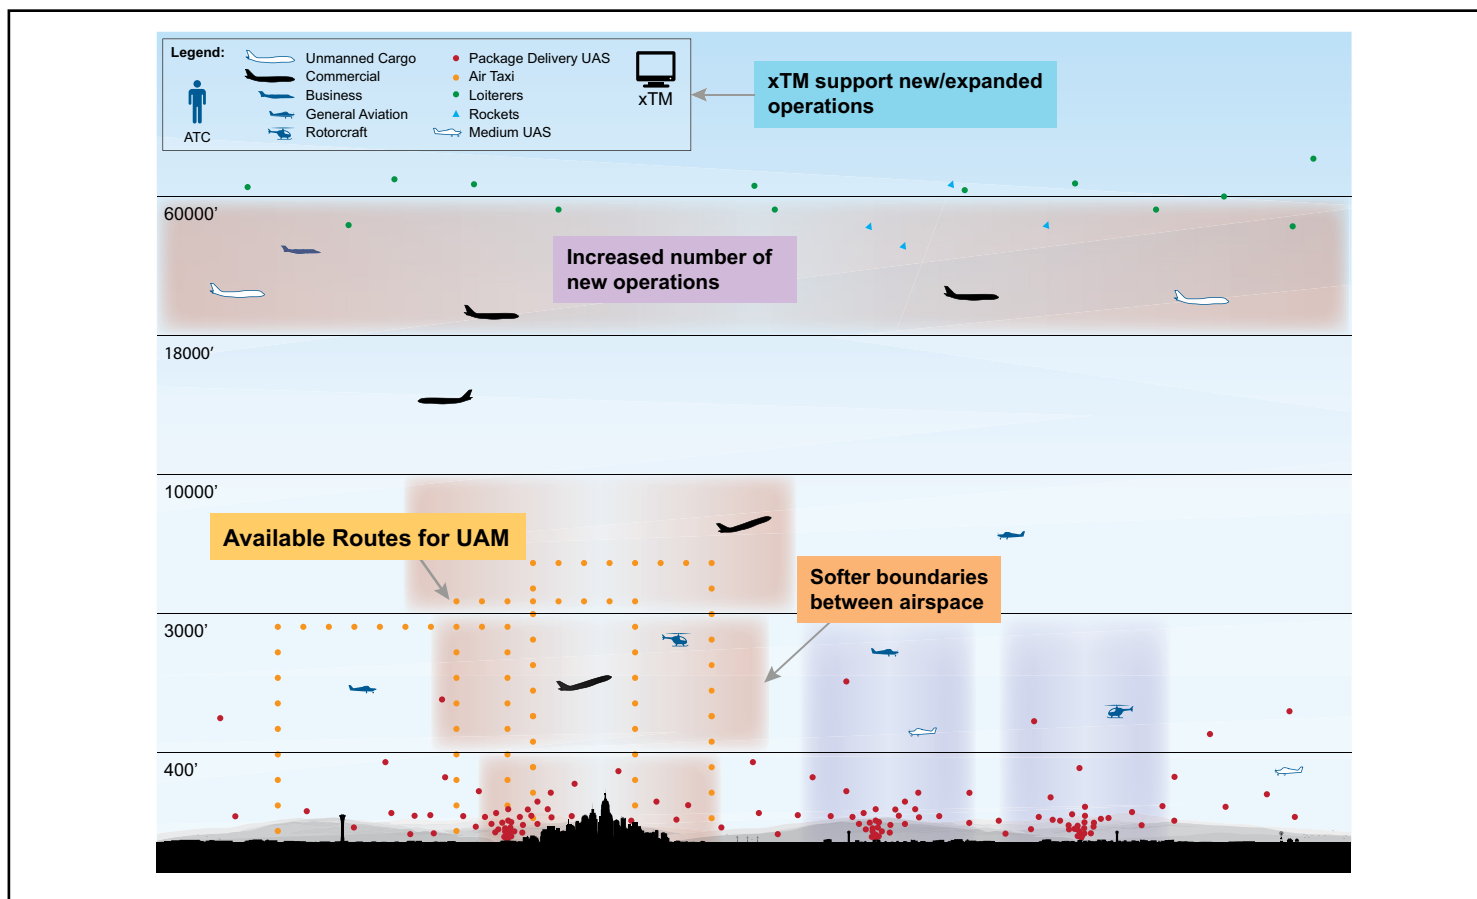 Legend:
ATC
Unmanned Cargo
Commercial
Business
General Aviation
Rotorcraft
Package Delivery UAS
Air Taxi
Loiterers
Rockets
Medium UAS
xTM
xTM support new/expanded
operations
60000’
Increased number of
new operations
18000’
10000’
Available Routes for UAM
Softer boundaries
between airspace
3000’
400’